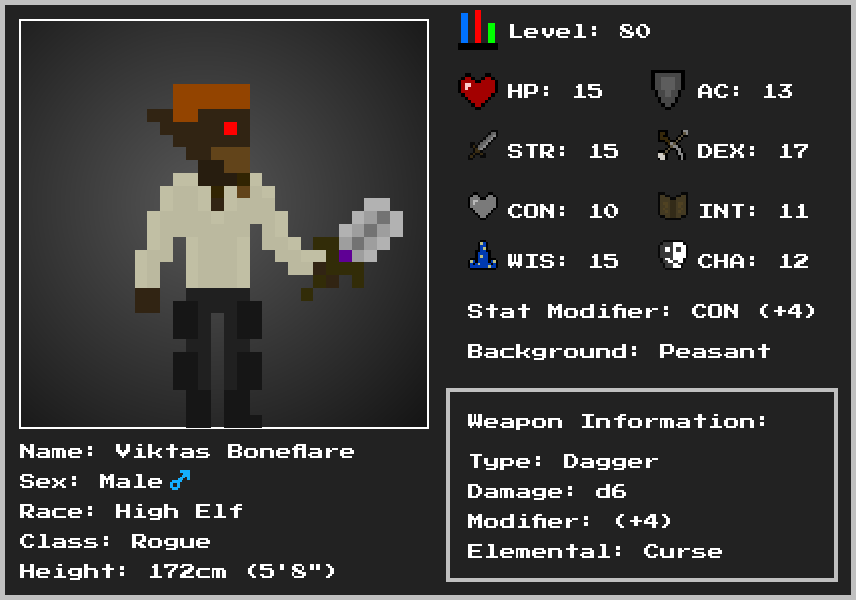 Level: 80
HP: 15
AC: 13
STR: 15
DEX: 17
CON: 10
INT: 11
WIS: 15
CHA: 12
Stat Modifier: CON (+4)
Background: Peasant
Weapon Information:
Type: Dagger
Damage: d6
Modifier: (+4)
Elemental: Curse
Name: Viktas Boneflare
Sex: Male♂
Race: High Elf
Class: Rogue
Height: 172cm (5'8")